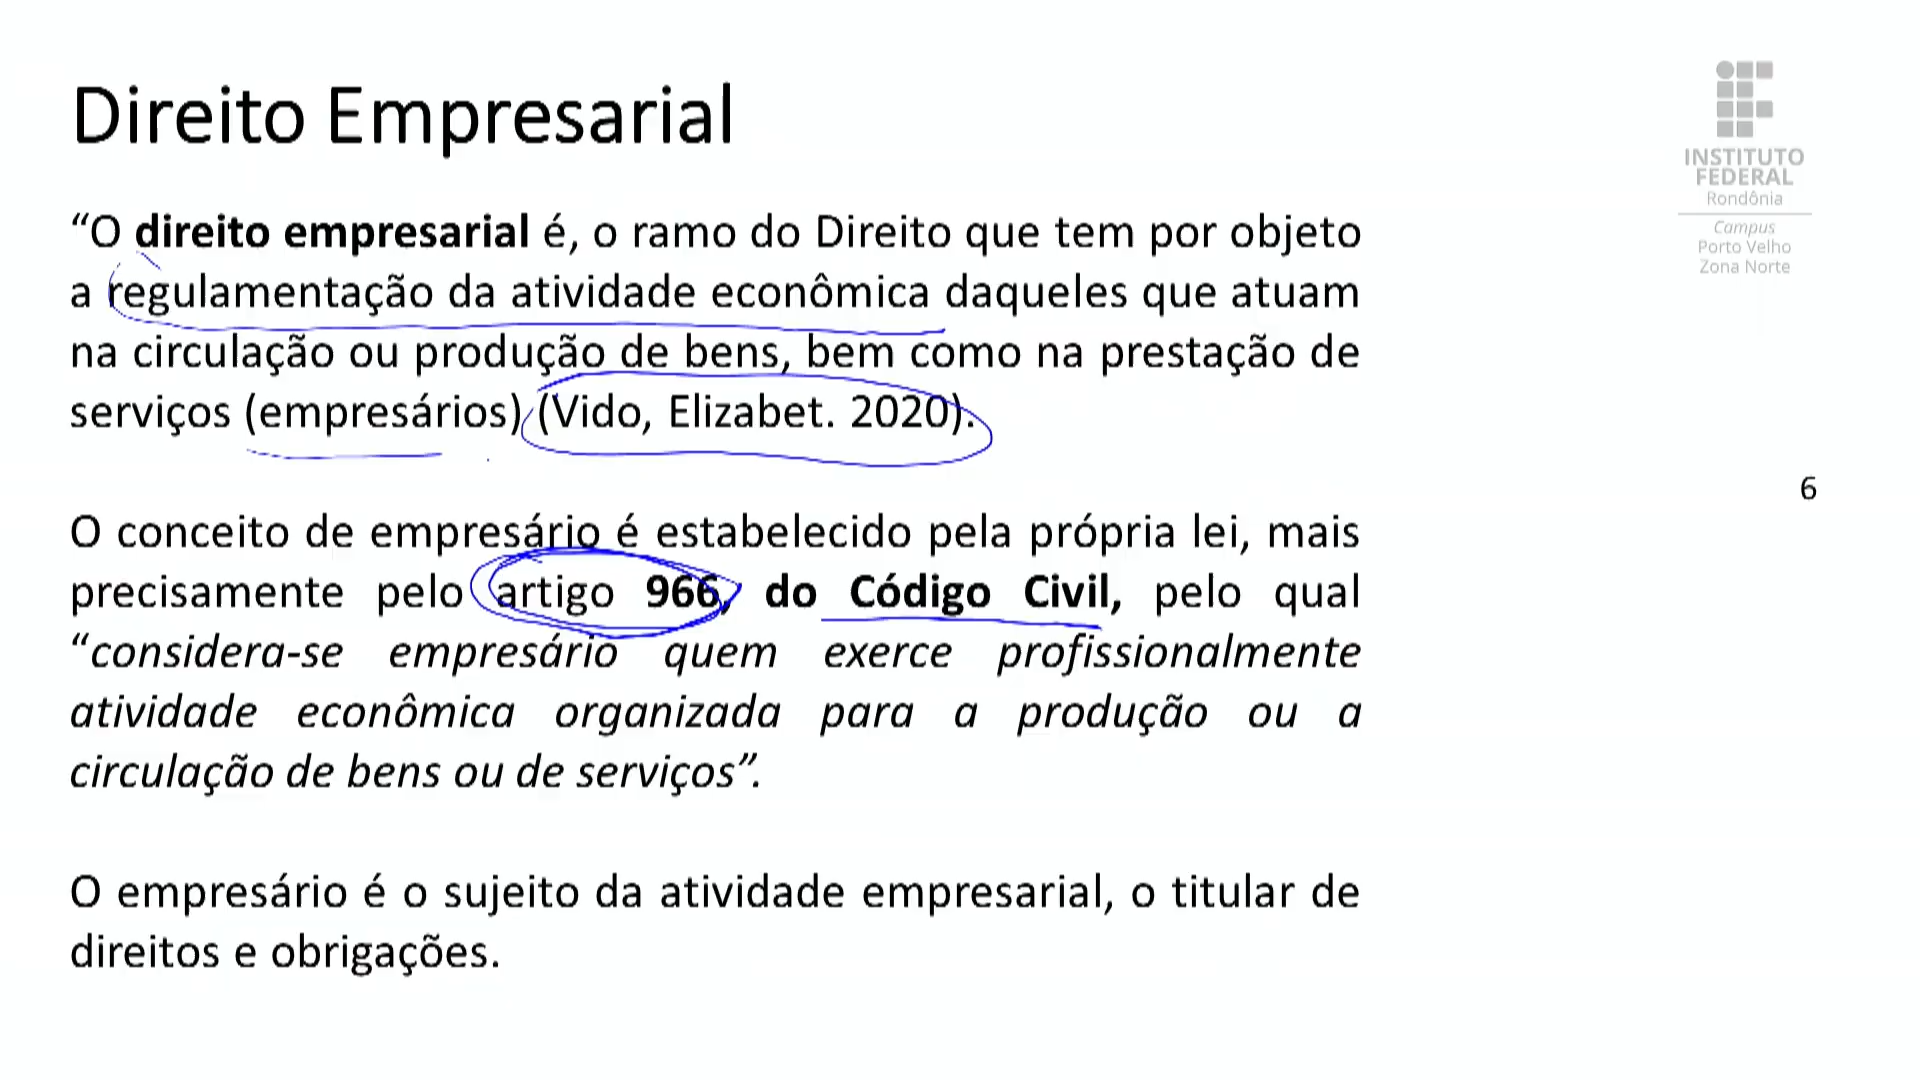 Direito Empresarial
INSTITUTO
FEDERAL
Rondônia
Campus
Porto Velho
Zona Norte
“O direito empresarial é, o ramo do Direito que tem por objeto
a regulamentação da atividade econômica daqueles que atuam
na circulação ou produção de bens, bem como na prestação de
serviços (empresários) (Vido, Elizabet. 2020).
6
O conceito de empresário é estabelecido pela própria lei, mais
precisamente pelo artigo 966, do Código Civil, pelo qual
“considera-se empresário quem exerce profissionalmente
atividade econômica organizada para a produção ou a
circulação de bens ou de serviços”.
O empresário é o sujeito da atividade empresarial, o titular de
direitos e obrigações.